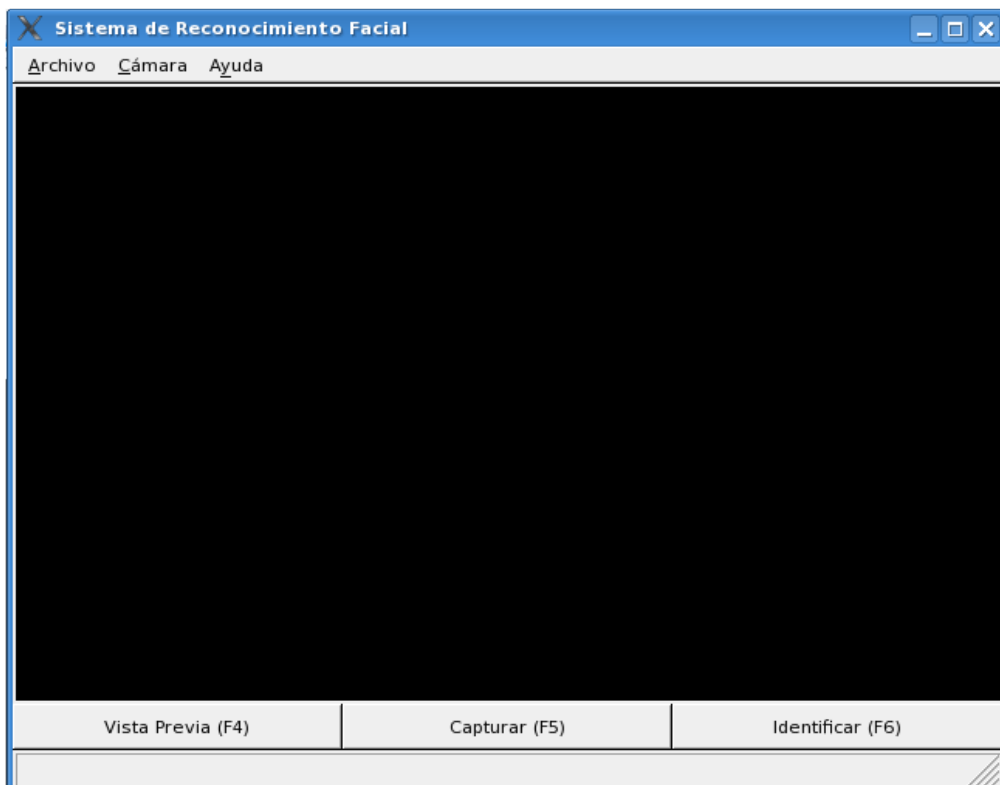 Sistema de Reconocimiento Facial
Archivo Cámara Ayuda
Vista Previa (F4) Capturar (F5) Identificar (F6)